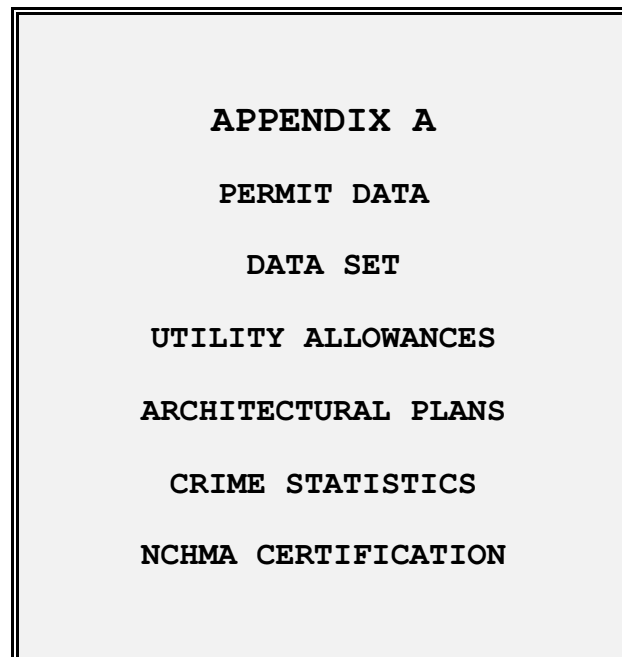 APPENDIX A
PERMIT DATA
DATA SET
UTILITY ALLOWANCES
ARCHITECTURAL PLANS
CRIME STATISTICS
NCHMA CERTIFICATION